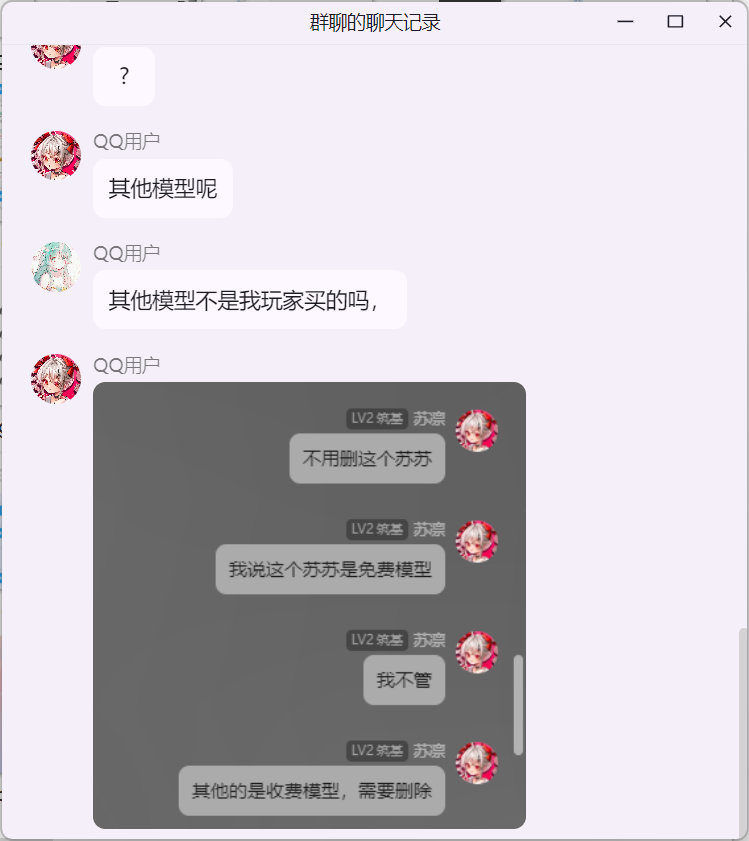 群聊的聊天记录
?
QQ用户
其他模型呢
QQ用户
其他模型不是我玩家买的吗，
QQ用户
LV2 筑基 苏凛
不用删这个苏苏
LV2 筑基 苏凛
我说这个苏苏是免费模型
LV2 筑基 苏凛
我不管
LV2 筑基 苏凛
其他的是收费模型，需要删除